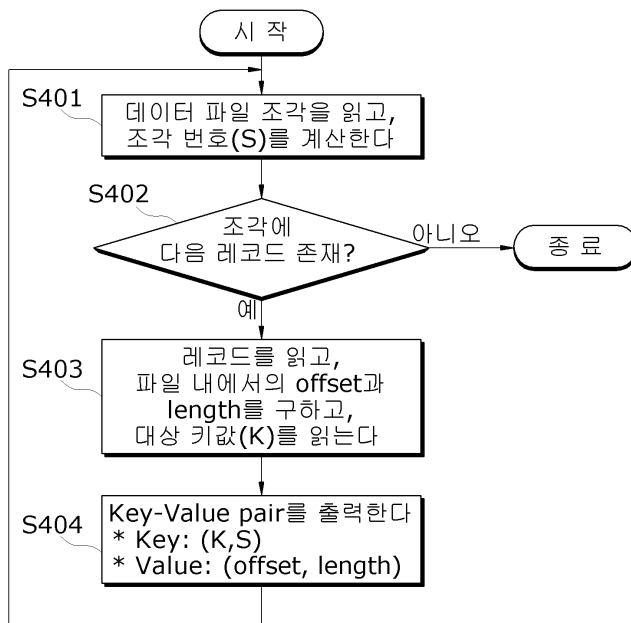 시 작
S401
데이터 파일 조각을 읽고,
조각 번호(S)를 계산한다
S402
조각에
다음 레코드 존재?
아니오
종 료
예
S403
레코드를 읽고,
파일 내에서의 offset과
length를 구하고,
대상 키값(K)를 읽는다
S404
Key-Value pair를 출력한다
* Key: (K,S)
* Value: (offset, length)